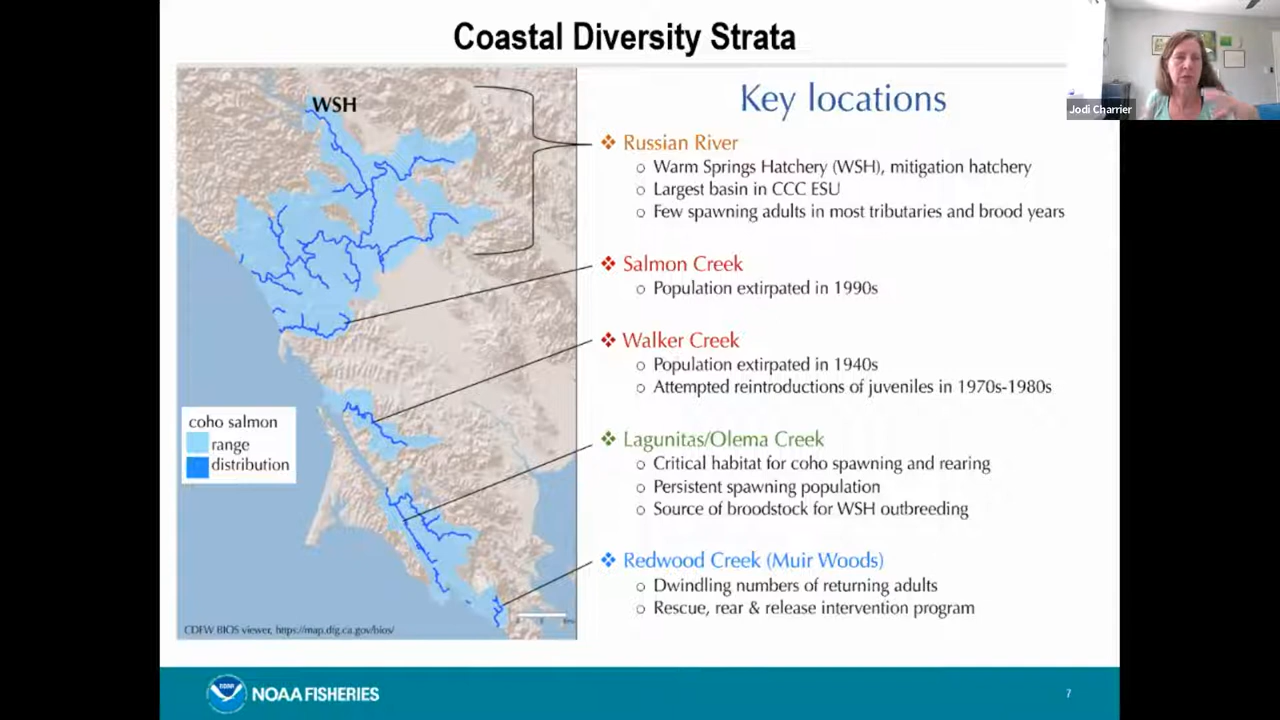 Coastal Diversity Strata
Jodi Charrier
WSH
Key locations
Russian River
Warm Springs Hatchery (WSH), mitigation hatchery
Largest basin in CCC ESU
Few spawning adults in most tributaries and brood years
Salmon Creek
Population extirpated in 1990s
Walker Creek
Population extirpated in 1940s
Attempted reintroductions of juveniles in 1970s-1980s
Lagunitas/Olema Creek
Critical habitat for coho spawning and rearing
Persistent spawning population
Source of broodstock for WSH outbreeding
Redwood Creek (Muir Woods)
Dwindling numbers of returning adults
Rescue, rear & release intervention program
coho salmon
range
distribution
CDFW BIOS viewer, https://map.dfg.ca.gov/bios/
NOAA FISHERIES
7